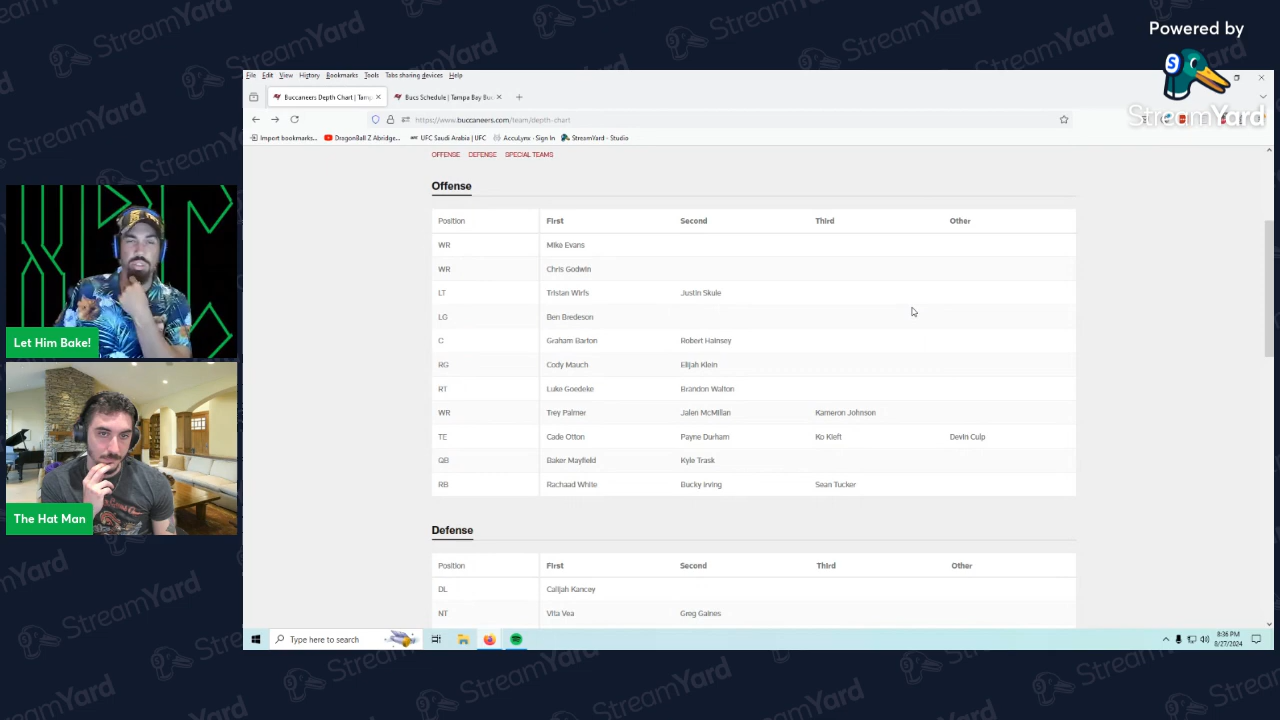 Powered by
StreamYard
File Edit View History Bookmarks Tools Tabs sharing devices Help
Buccaneers Depth Chart | Tam
Bucs Schedule | Tampa Bay Buc
https://www.buccaneers.com/team/depth-chart
Import bookmarks...
DragonBall Z Abridge...
UFC Saudi Arabia | UFC
AccuLynx - Sign In
StreamYard - Studio
OFFENSE DEFENSE SPECIAL TEAMS
Offense
Position First Second Third Other
WR Mike Evans
WR Chris Godwin
LT Tristan Wirfs Justin Skule
LG Ben Bredeson
C Graham Barton Robert Hainsey
RG Cody Mauch Elijah Klein
RT Luke Goedeke Brandon Walton
WR Trey Palmer Jalen McMillan Kameron Johnson
TE Cade Otton Payne Durham Ko Kieft Devin Culp
QB Baker Mayfield Kyle Trask
RB Rachaad White Bucky Irving Sean Tucker
Defense
Position First Second Third Other
DL Calijah Kancey
NT Vita Vea Greg Gaines
Let Him Bake!
The Hat Man
Type here to search
8:36 PM
8/27/2024